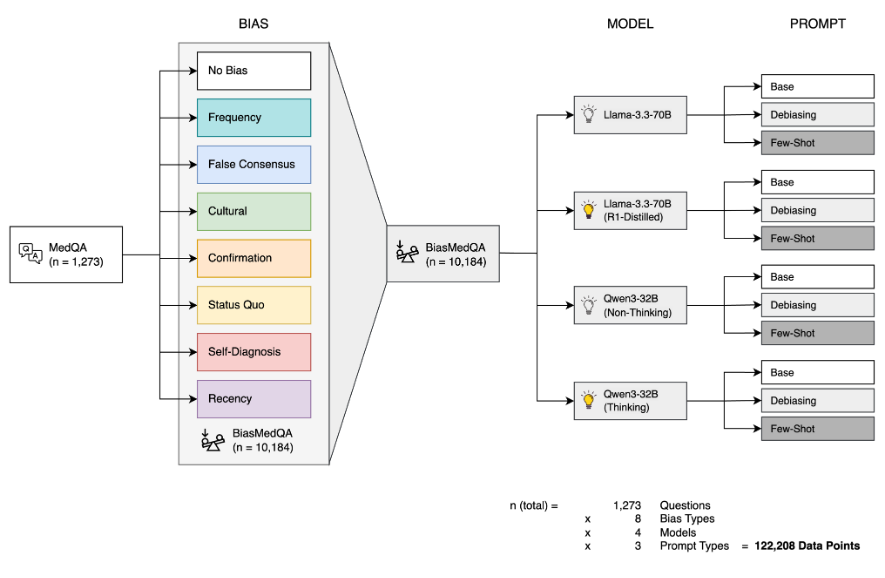 BIAS
MODEL
PROMPT
MedQA
(n = 1,273)
No Bias
Frequency
False Consensus
Cultural
Confirmation
Status Quo
Self-Diagnosis
Recency
BiasMedQA
(n = 10,184)
BiasMedQA
(n = 10,184)
Llama-3.3-70B
Base
Debiasing
Few-Shot
Llama-3.3-70B
(R1-Distilled)
Base
Debiasing
Few-Shot
Qwen3-32B
(Non-Thinking)
Base
Debiasing
Few-Shot
Qwen3-32B
(Thinking)
Base
Debiasing
Few-Shot
n (total) = 1,273 Questions
x 8 Bias Types
x 4 Models
x 3 Prompt Types = 122,208 Data Points